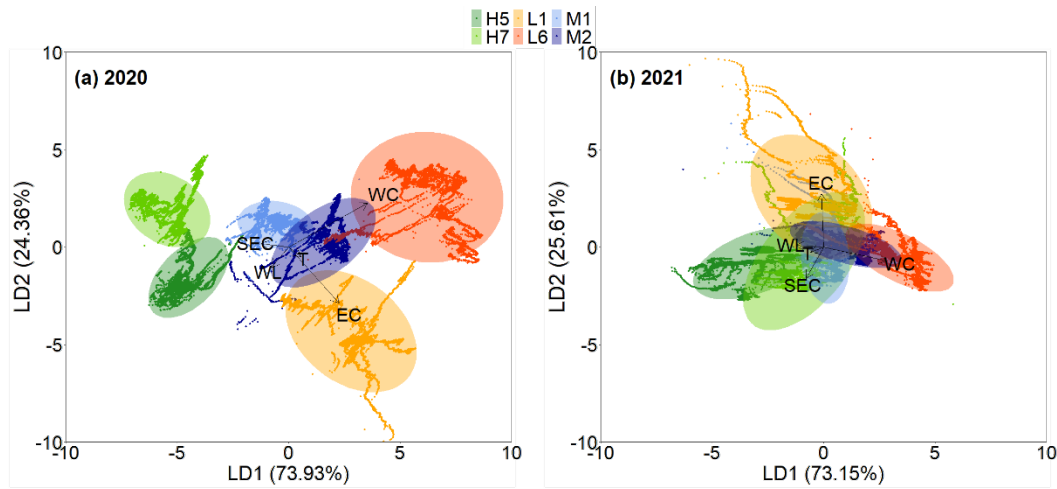 H5 L1 M1
H7 L6 M2
(a) 2020
10
5
0
-5
-10
LD2 (24.36%)
WC
SEC
T
WL
EC
-10 -5 0 5 10
LD1 (73.93%)
(b) 2021
10
5
0
-5
-10
LD2 (25.61%)
EC
WL
T
WC
SEC
-10 -5 0 5 10
LD1 (73.15%)